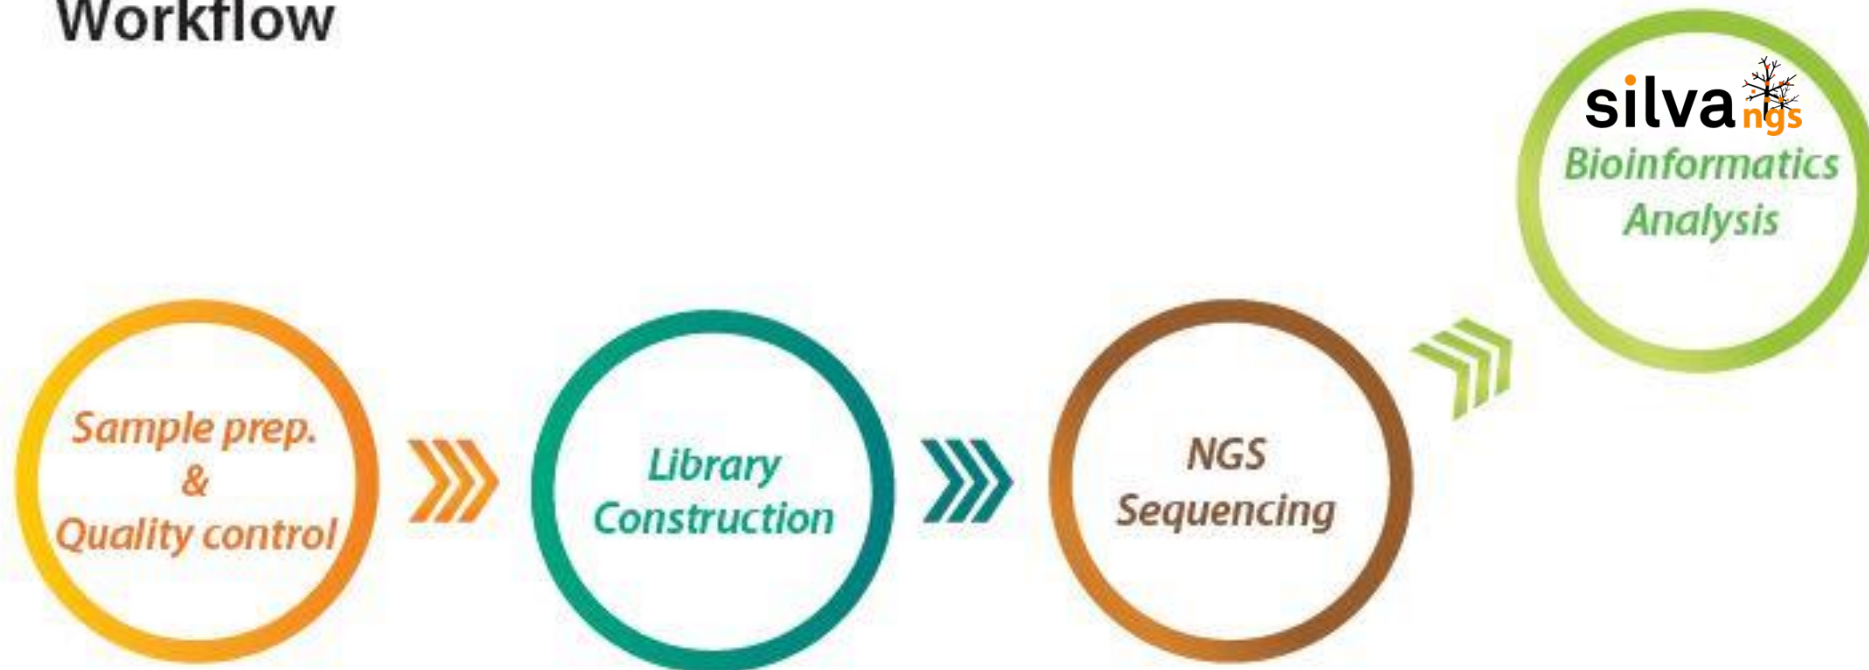 Workflow
silva ngs
Bioinformatics
Analysis
Sample prep.
&
Quality control
Library
Construction
NGS
Sequencing